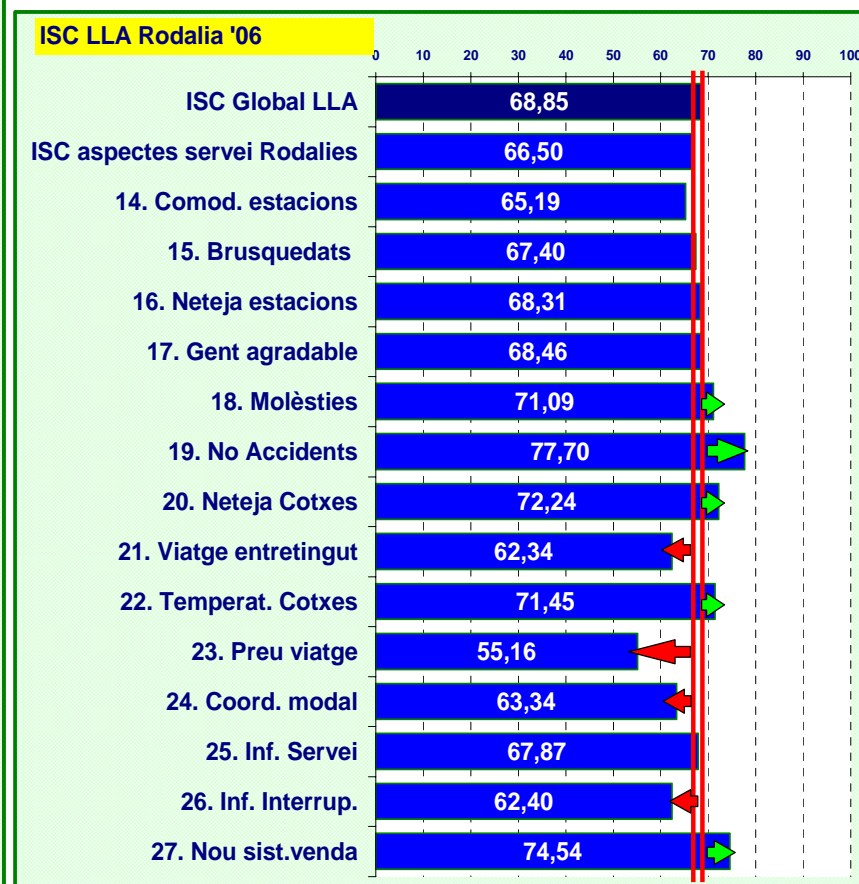 ISC LLA Rodalia '06
0 10 20 30 40 50 60 70 80 90 100
ISC Global LLA 68,85
ISC aspectes servei Rodalies 66,50
14. Comod. estacions 65,19
15. Brusquedats 67,40
16. Neteja estacions 68,31
17. Gent agradable 68,46
18. Molèsties 71,09
19. No Accidents 77,70
20. Neteja Cotxes 72,24
21. Viatge entretingut 62,34
22. Temperat. Cotxes 71,45
23. Preu viatge 55,16
24. Coord. modal 63,34
25. Inf. Servei 67,87
26. Inf. Interrup. 62,40
27. Nou sist.venda 74,54